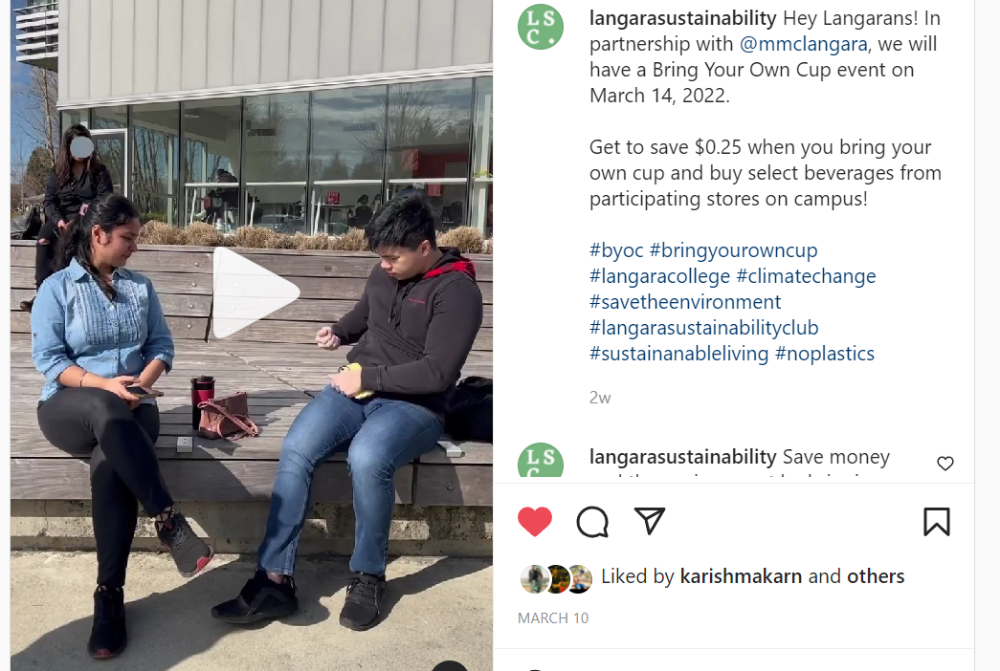 LS
C.
langarasustainability Hey Langarans! In
partnership with @mmclangara, we will
have a Bring Your Own Cup event on
March 14, 2022.
Get to save $0.25 when you bring your
own cup and buy select beverages from
participating stores on campus!
#byoc #bringyourowncup
#langaracollege #climatechange
#savetheenvironment
#langarasustainabilityclub
#sustainanableliving #noplastics
2w
LS
C
langarasustainability Save money
Liked by karishmakarn and others
MARCH 10